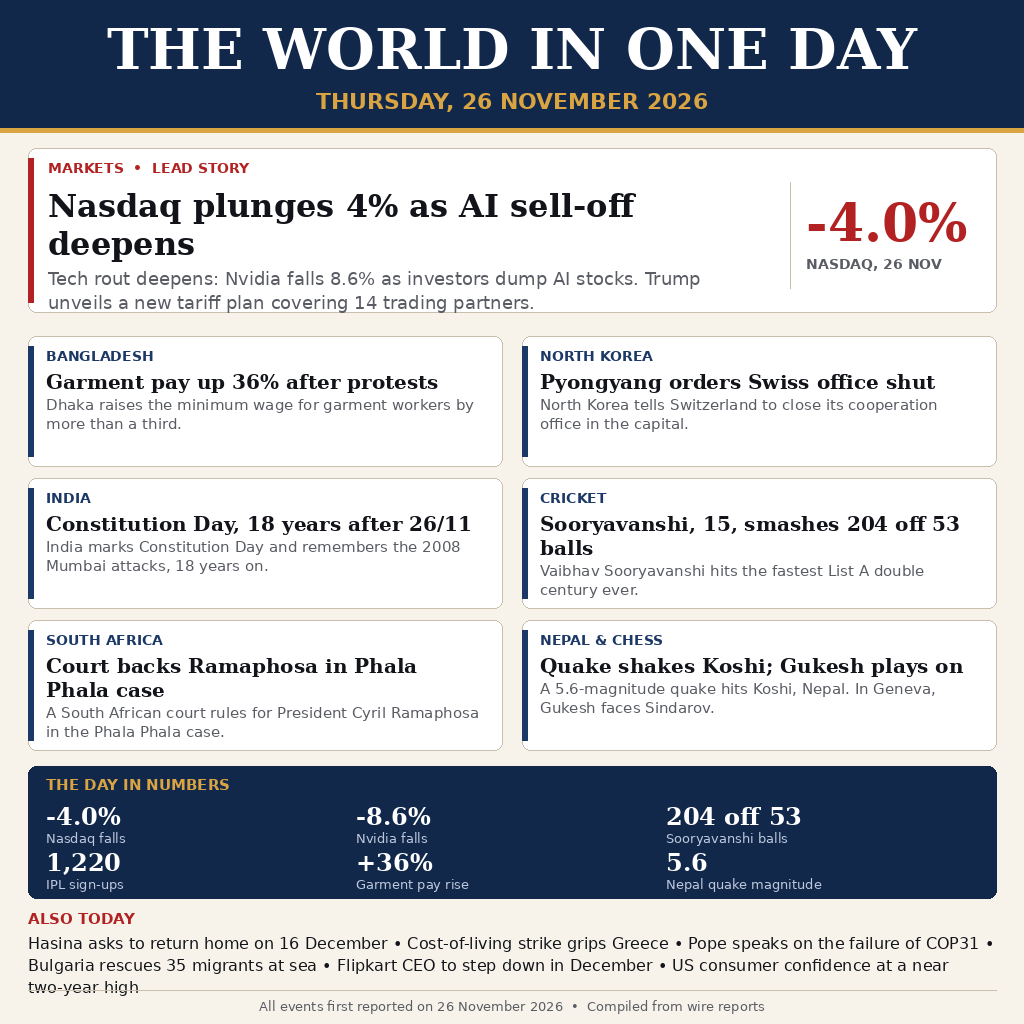 THE WORLD IN ONE DAY
THURSDAY, 26 NOVEMBER 2026
MARKETS • LEAD STORY
Nasdaq plunges 4% as AI sell-off
deepens
Tech rout deepens: Nvidia falls 8.6% as investors dump AI stocks. Trump
unveils a new tariff plan covering 14 trading partners.
-4.0%
NASDAQ, 26 NOV
BANGLADESH
Garment pay up 36% after protests
Dhaka raises the minimum wage for garment workers by
more than a third.
NORTH KOREA
Pyongyang orders Swiss office shut
North Korea tells Switzerland to close its cooperation
office in the capital.
INDIA
Constitution Day, 18 years after 26/11
India marks Constitution Day and remembers the 2008
Mumbai attacks, 18 years on.
CRICKET
Sooryavanshi, 15, smashes 204 off 53
balls
Vaibhav Sooryavanshi hits the fastest List A double
century ever.
SOUTH AFRICA
Court backs Ramaphosa in Phala
Phala case
A South African court rules for President Cyril Ramaphosa
in the Phala Phala case.
NEPAL & CHESS
Quake shakes Koshi; Gukesh plays on
A 5.6-magnitude quake hits Koshi, Nepal. In Geneva,
Gukesh faces Sindarov.
THE DAY IN NUMBERS
-4.0%
Nasdaq falls
-8.6%
Nvidia falls
204 off 53
Sooryavanshi balls
1,220
IPL sign-ups
+36%
Garment pay rise
5.6
Nepal quake magnitude
ALSO TODAY
Hasina asks to return home on 16 December • Cost-of-living strike grips Greece • Pope speaks on the failure of COP31 •
Bulgaria rescues 35 migrants at sea • Flipkart CEO to step down in December • US consumer confidence at a near
two-year high
All events first reported on 26 November 2026 • Compiled from wire reports